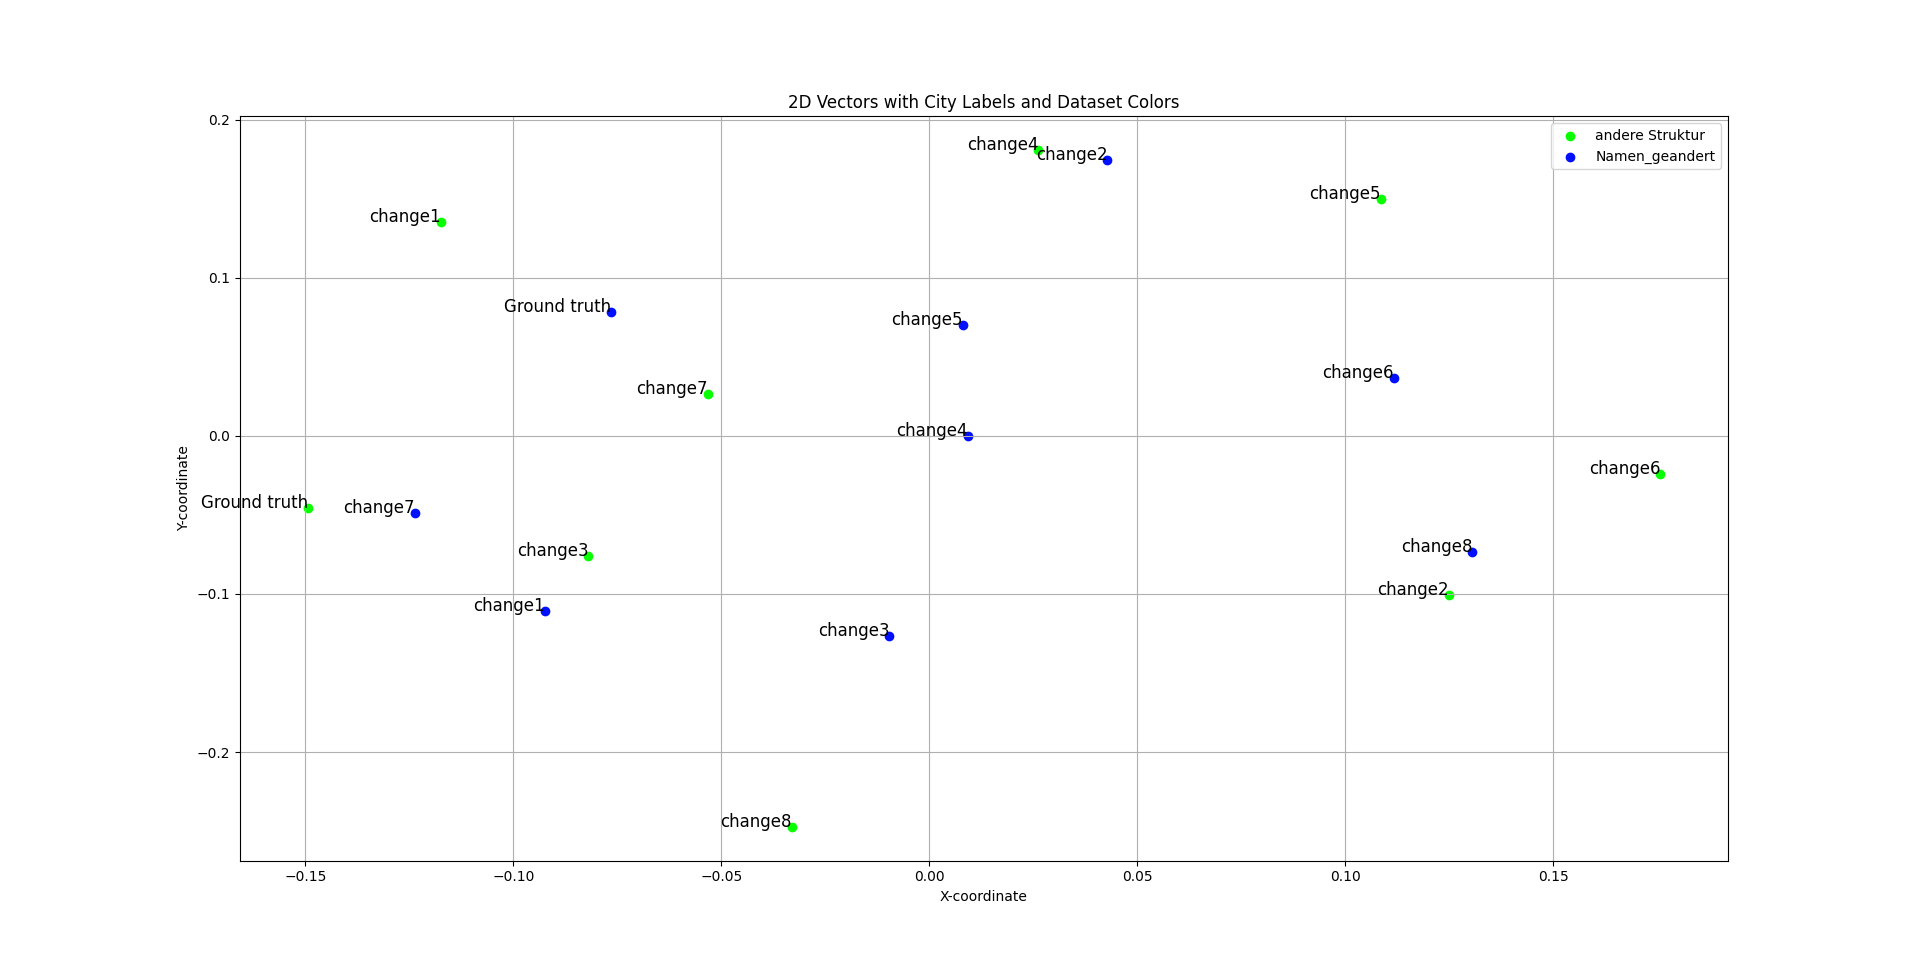 2D Vectors with City Labels and Dataset Colors
andere Struktur
Namen_geandert
change4
change2
change5
change1
Ground truth
change5
change6
change7
change4
change6
Ground truth
change7
change3
change8
change2
change1
change3
change8
0.2
0.1
0.0
−0.1
−0.2
Y-coordinate
−0.15
−0.10
−0.05
0.00
0.05
0.10
0.15
X-coordinate